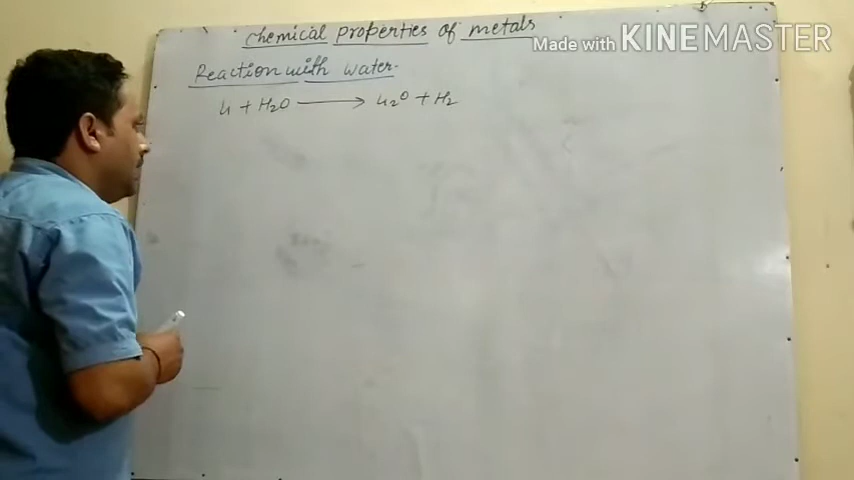 chemical properties of metals
Made with KINEMASTER
Reaction with water.
Li + H₂O ⟶ Li₂O + H₂